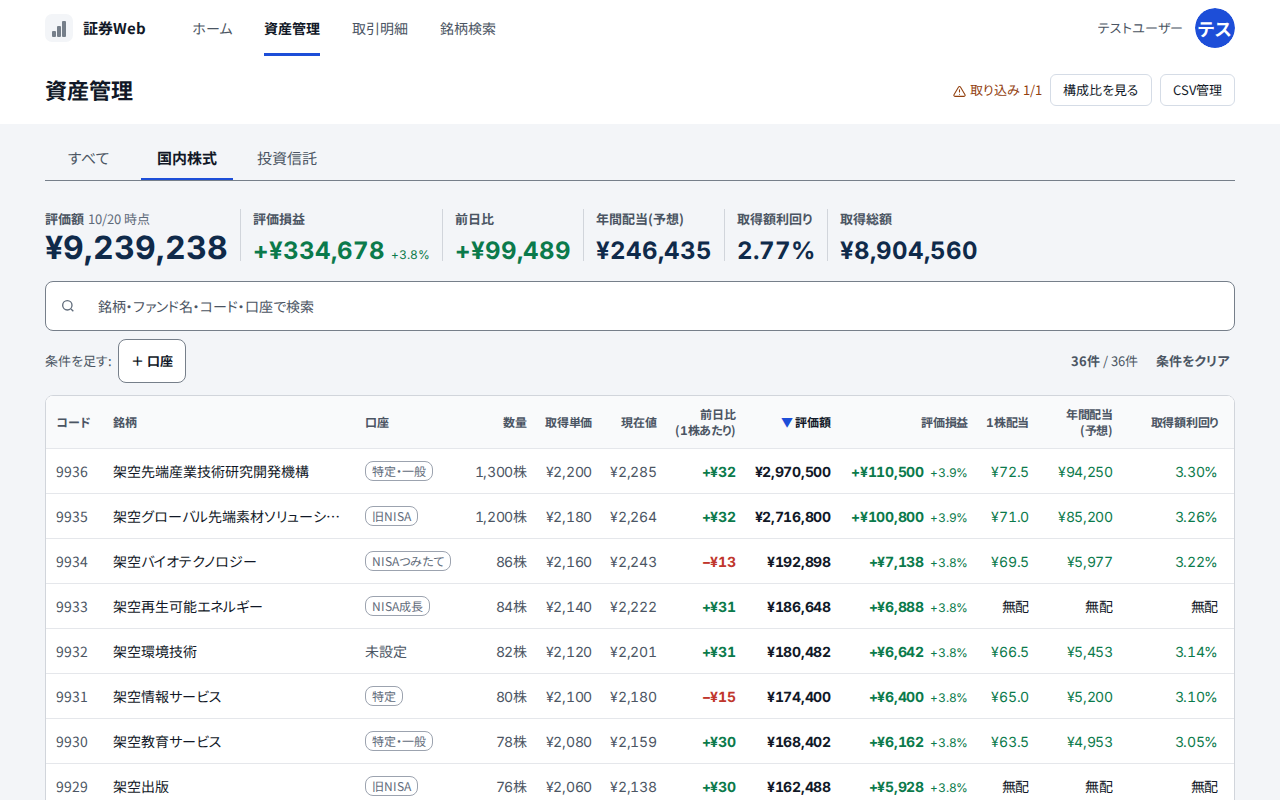 証券Web ホーム 資産管理 取引明細 銘柄検索 テストユーザー テス
資産管理 取り込み 1/1 構成比を見る CSV管理
すべて 国内株式 投資信託
評価額 10/20 時点 評価損益 前日比 年間配当(予想) 取得額利回り 取得総額
¥9,239,238 +¥334,678 +3.8% +¥99,489 ¥246,435 2.77% ¥8,904,560
銘柄・ファンド名・コード・口座で検索
条件を足す: ＋ 口座 36件 / 36件 条件をクリア
コード 銘柄 口座 数量 取得単価 現在値 前日比 (1株あたり) ▼評価額 評価損益 1株配当 年間配当 (予想) 取得額利回り
9936 架空先端産業技術研究開発機構 特定・一般 1,300株 ¥2,200 ¥2,285 +¥32 ¥2,970,500 +¥110,500 +3.9% ¥72.5 ¥94,250 3.30%
9935 架空グローバル先端素材ソリューシ… 旧NISA 1,200株 ¥2,180 ¥2,264 +¥32 ¥2,716,800 +¥100,800 +3.9% ¥71.0 ¥85,200 3.26%
9934 架空バイオテクノロジー NISAつみたて 86株 ¥2,160 ¥2,243 −¥13 ¥192,898 +¥7,138 +3.8% ¥69.5 ¥5,977 3.22%
9933 架空再生可能エネルギー NISA成長 84株 ¥2,140 ¥2,222 +¥31 ¥186,648 +¥6,888 +3.8% 無配 無配 無配
9932 架空環境技術 未設定 82株 ¥2,120 ¥2,201 +¥31 ¥180,482 +¥6,642 +3.8% ¥66.5 ¥5,453 3.14%
9931 架空情報サービス 特定 80株 ¥2,100 ¥2,180 −¥15 ¥174,400 +¥6,400 +3.8% ¥65.0 ¥5,200 3.10%
9930 架空教育サービス 特定・一般 78株 ¥2,080 ¥2,159 +¥30 ¥168,402 +¥6,162 +3.8% ¥63.5 ¥4,953 3.05%
9929 架空出版 旧NISA 76株 ¥2,060 ¥2,138 +¥30 ¥162,488 +¥5,928 +3.8% 無配 無配 無配